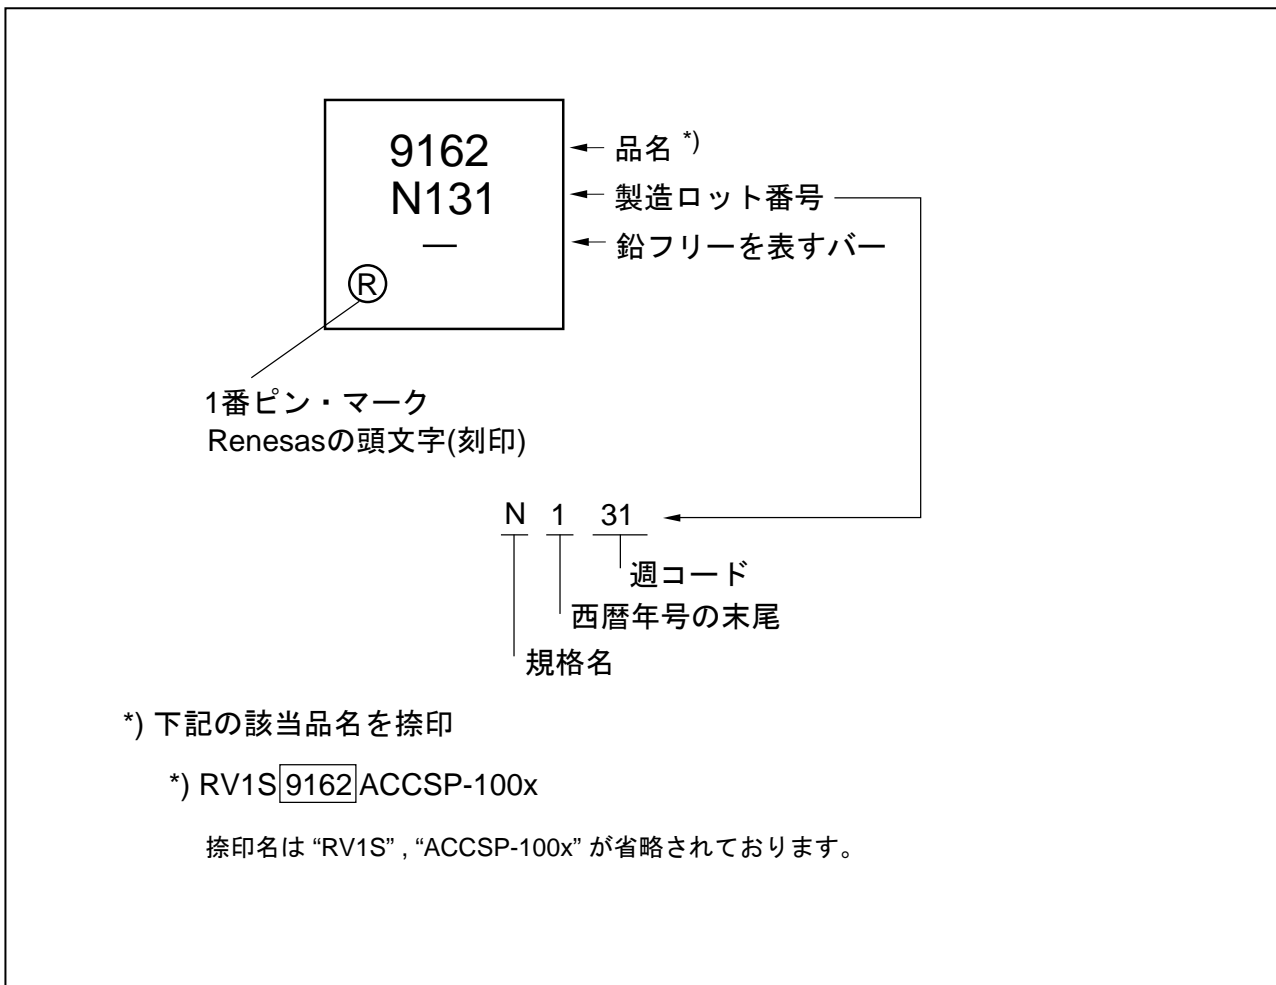 9162
N131
—
R
品名 *)
製造ロット番号
鉛フリーを表すバー
1番ピン・マーク
Renesasの頭文字(刻印)
N 1 31
週コード
西暦年号の末尾
規格名
*) 下記の該当品名を捺印
*) RV1S9162ACCSP-100x
捺印名は “RV1S” , “ACCSP-100x” が省略されております。